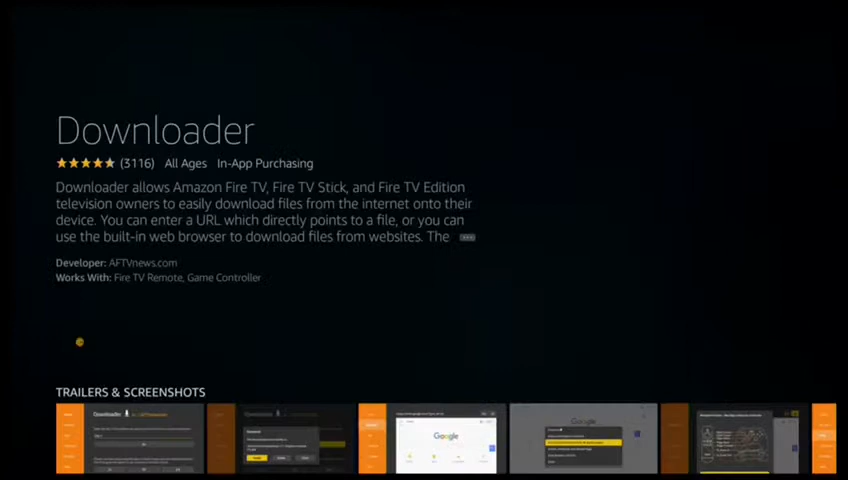 Downloader
(3116) All Ages In-App Purchasing
Downloader allows Amazon Fire TV, Fire TV Stick, and Fire TV Edition
television owners to easily download files from the internet onto their
device. You can enter a URL which directly points to a file, or you can
use the built-in web browser to download files from websites. The
Developer: AFTVnews.com
Works With: Fire TV Remote, Game Controller
TRAILERS & SCREENSHOTS
Downloader
Google